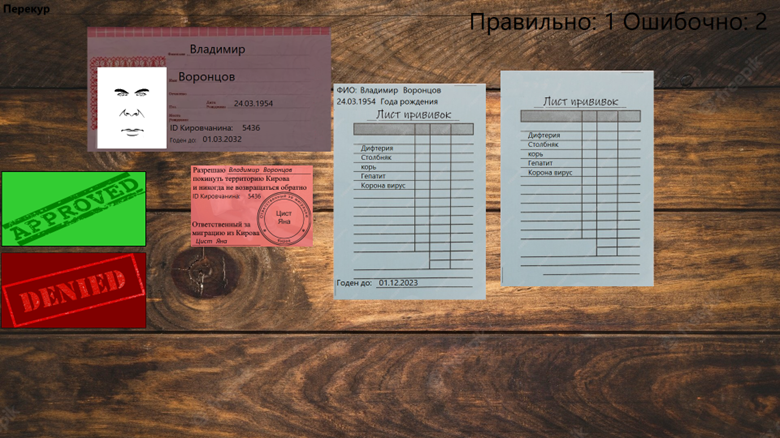 Перекур
Правильно: 1 Ошибочно: 2
Владимир
Воронцов
Дата
24.03.1954
ID Кировчанина: 5436
Годен до: 01.03.2032
APPROVED
DENIED
Разрешаю Владимир Воронцов
покинуть территорию Кирова
и никогда не возвращаться обратно
ID Кировчанина: 5436
Цист
Яна
Ответственный за
миграцию из Кирова
Цист Яна
ФИО: Владимир Воронцов
24.03.1954 Года рождения
Лист прививок
Дифтерия
Столбняк
корь
Гепатит
Корона вирус
Годен до: 01.12.2023
Лист прививок
Дифтерия
Столбняк
корь
Гепатит
Корона вирус